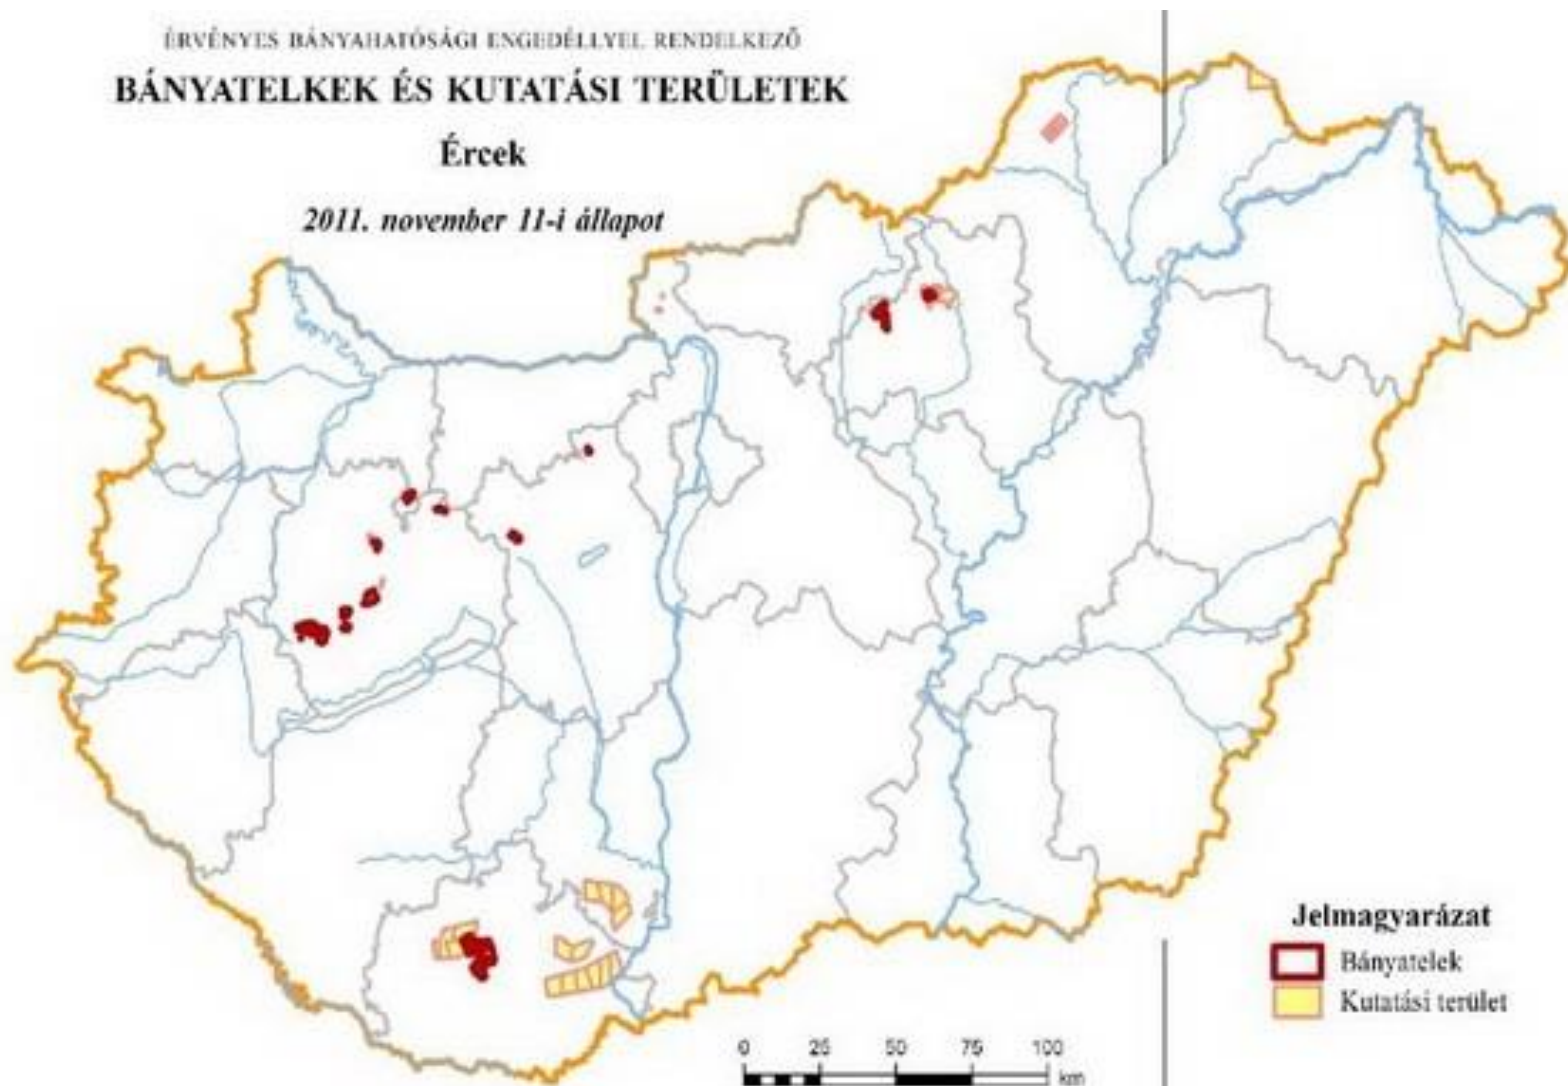 ÉRVÉNYES BÁNYAHATÓSÁGI ENGEDÉLLYEL RENDELKEZŐ
BÁNYATELKEK ÉS KUTATÁSI TERÜLETEK
Ércek
2011. november 11-i állapot
Jelmagyarázat
Bányatelek
Kutatási terület
0 25 50 75 100
km